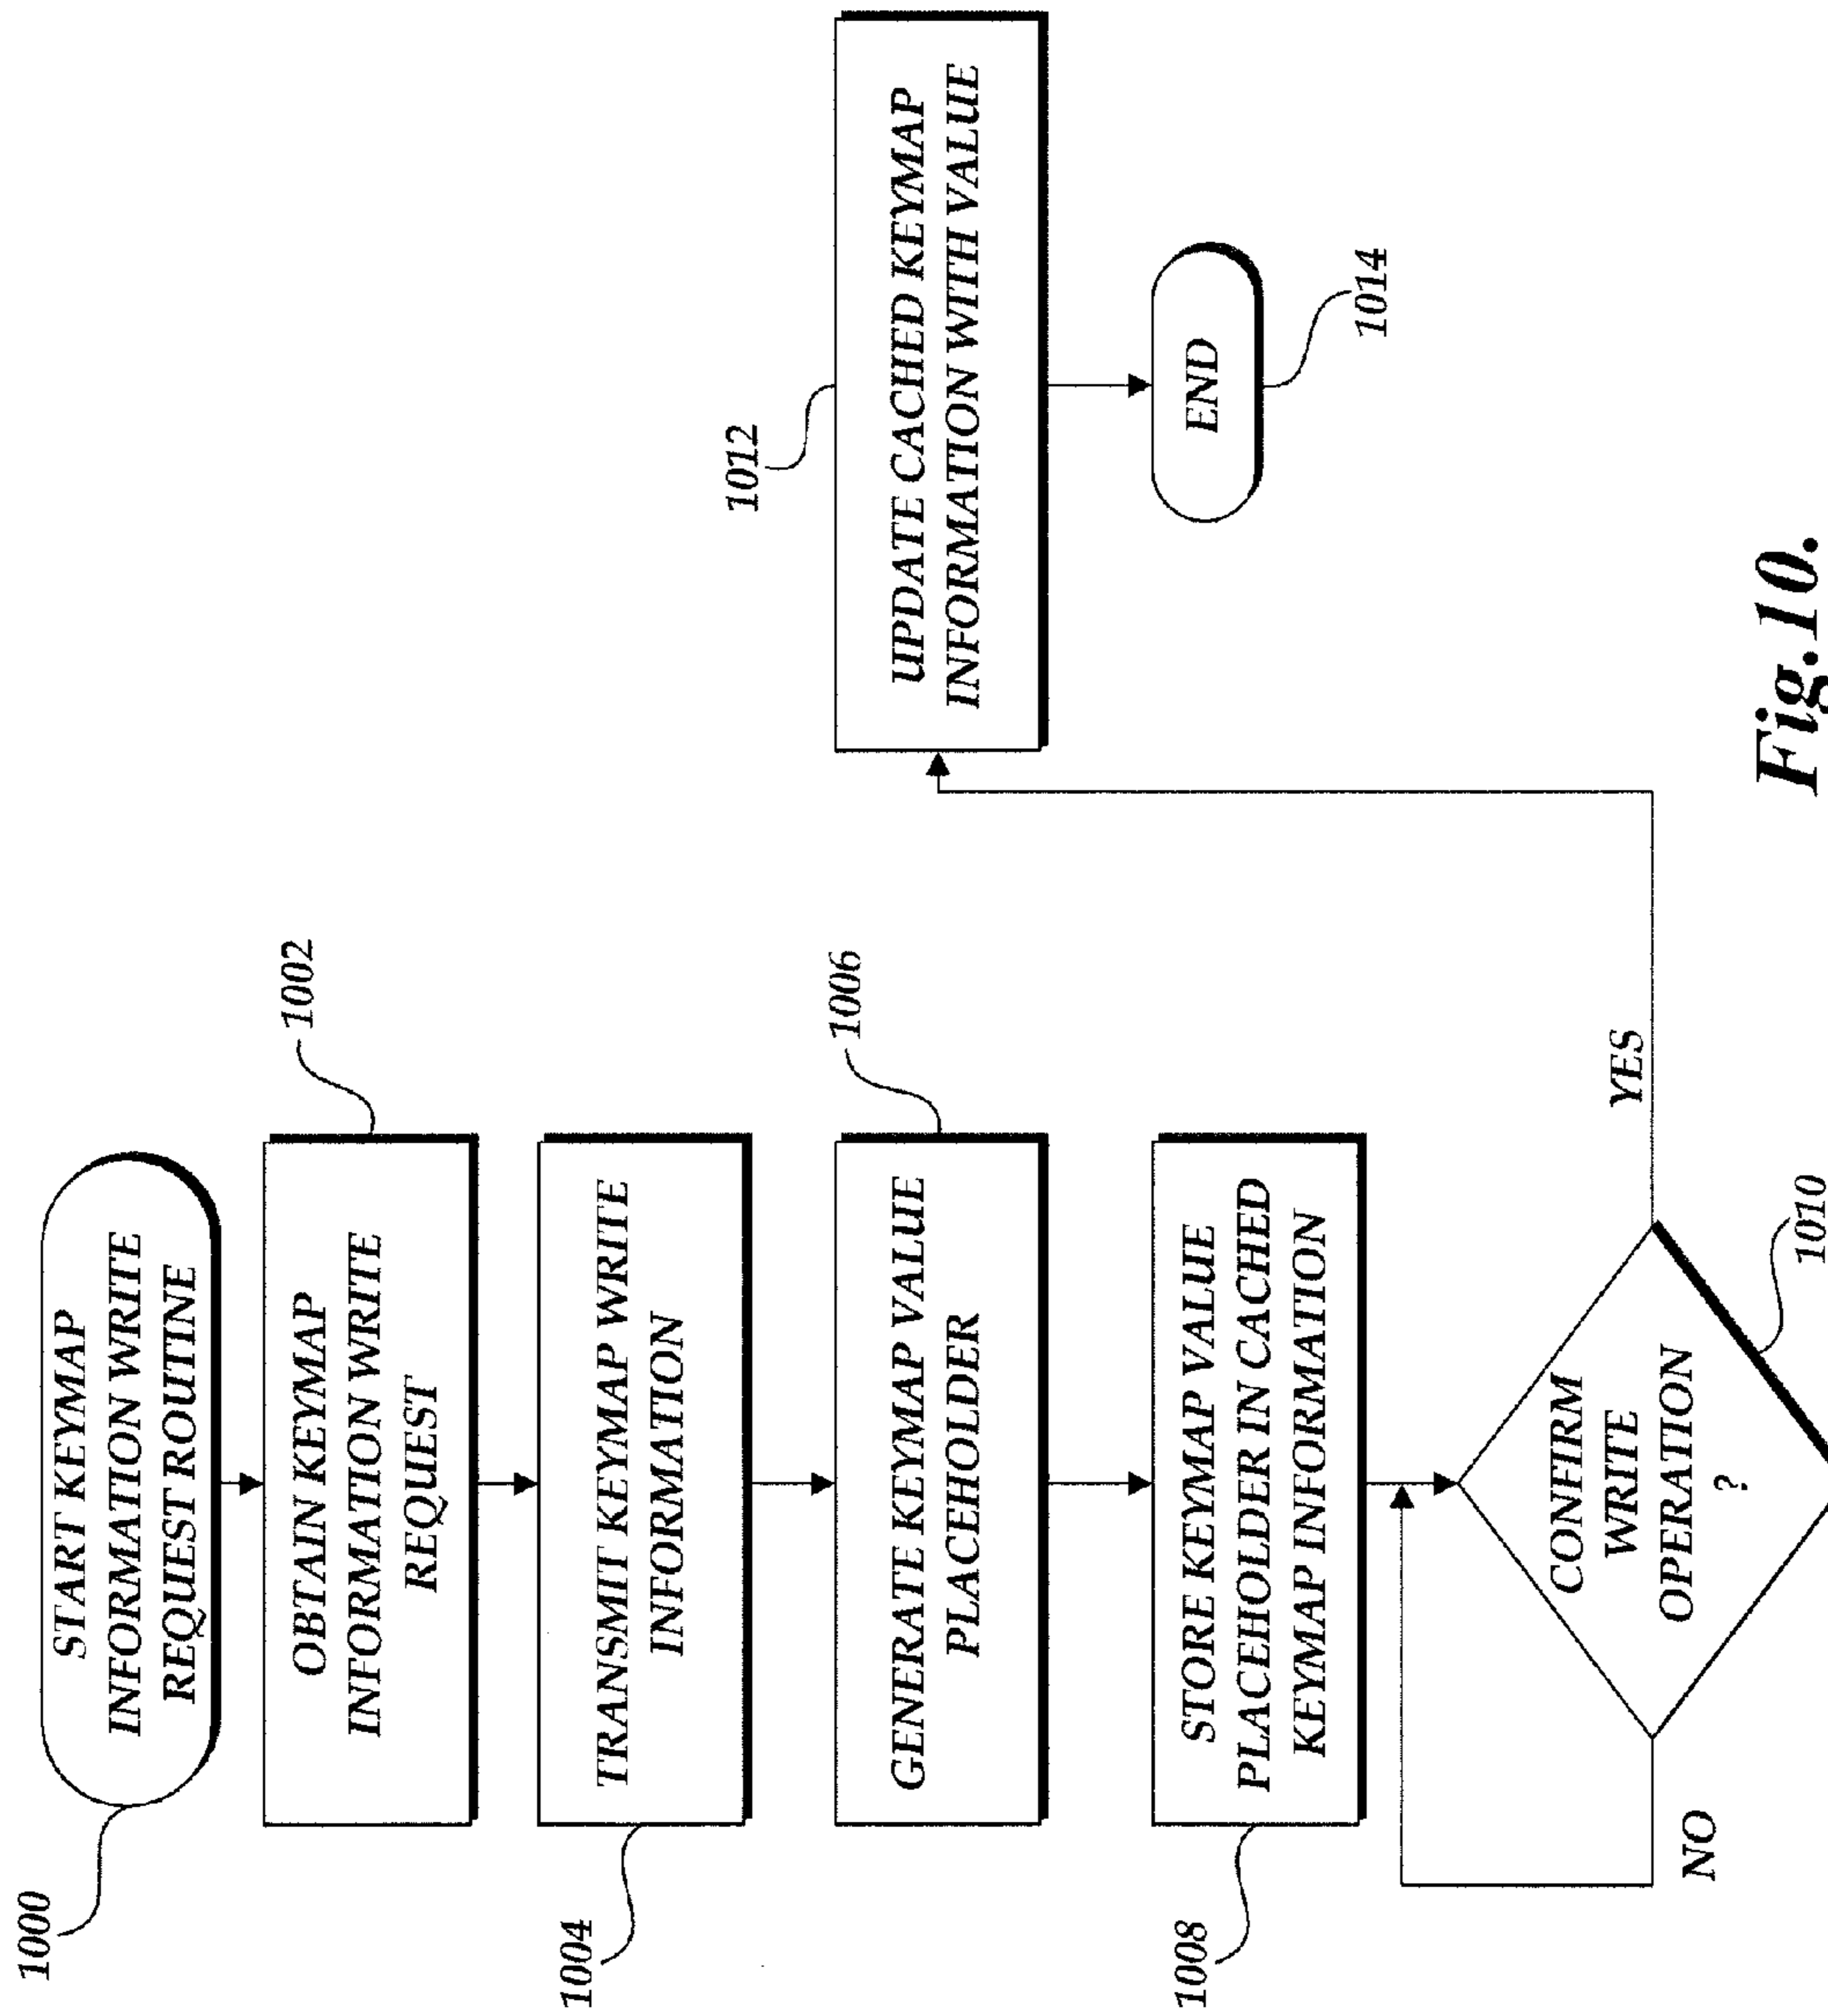 1000
START KEYMAP
INFORMATION WRITE
REQUEST ROUTINE
1002
OBTAIN KEYMAP
INFORMATION WRITE
REQUEST
1004
TRANSMIT KEYMAP WRITE
INFORMATION
1006
GENERATE KEYMAP VALUE
PLACEHOLDER
1008
STORE KEYMAP VALUE
PLACEHOLDER IN CACHED
KEYMAP INFORMATION
CONFIRM
WRITE
OPERATION
?
1010
NO
YES
1012
UPDATE CACHED KEYMAP
INFORMATION WITH VALUE
END
1014
Fig.10.